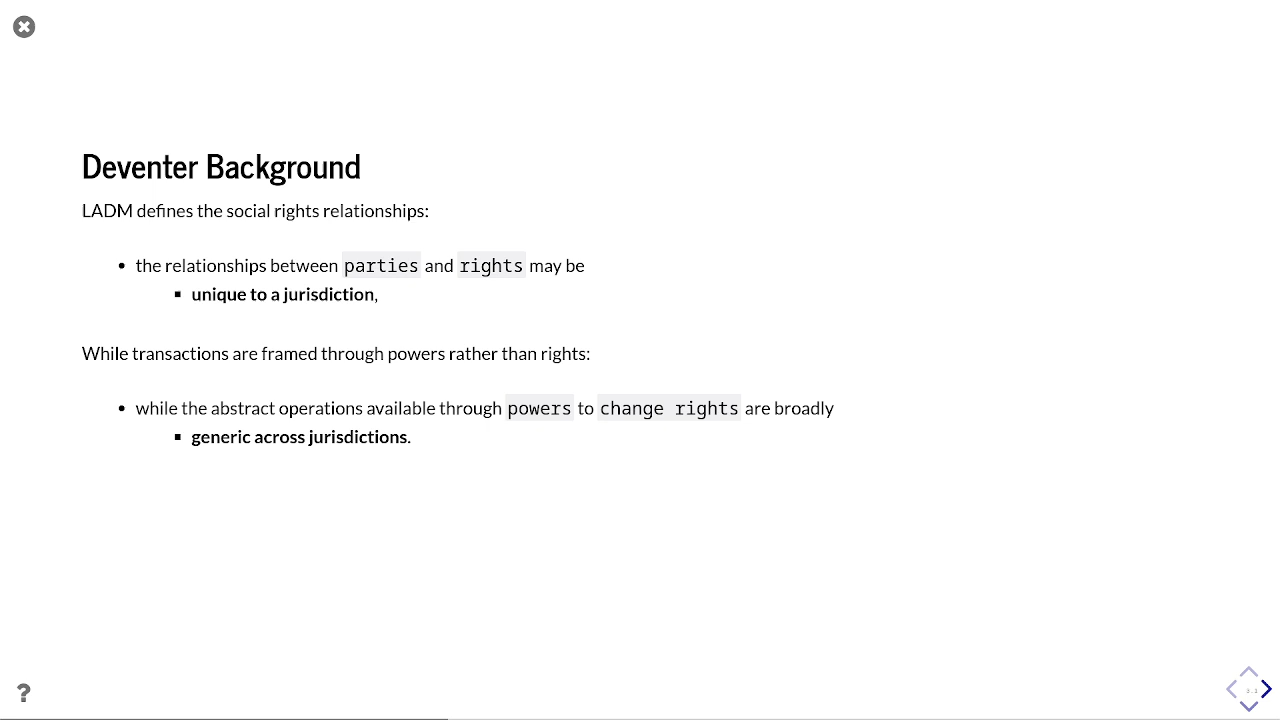 Deventer Background
LADM defines the social rights relationships:
• the relationships between parties and rights may be
▪ unique to a jurisdiction,
While transactions are framed through powers rather than rights:
• while the abstract operations available through powers to change rights are broadly
▪ generic across jurisdictions.
?